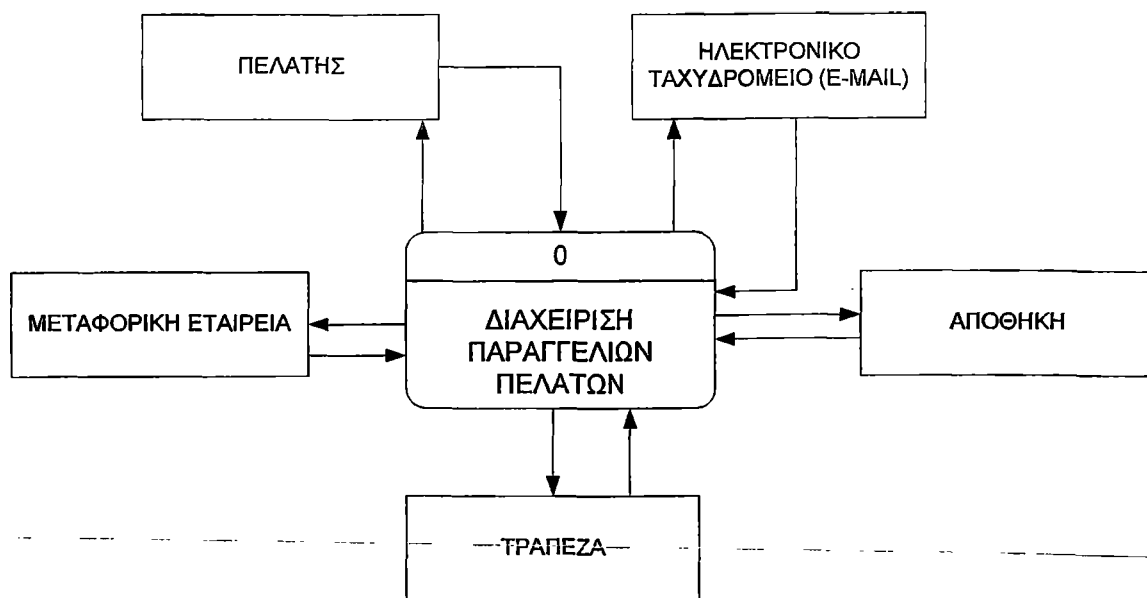 ΠΕΛΑΤΗΣ
ΗΛΕΚΤΡΟΝΙΚΟ
ΤΑΧΥΔΡΟΜΕΙΟ (E-MAIL)
0
ΔΙΑΧΕΙΡΙΣΗ
ΠΑΡΑΓΓΕΛΙΩΝ
ΠΕΛΑΤΩΝ
ΜΕΤΑΦΟΡΙΚΗ ΕΤΑΙΡΕΙΑ
ΑΠΟΘΗΚΗ
ΤΡΑΠΕΖΑ